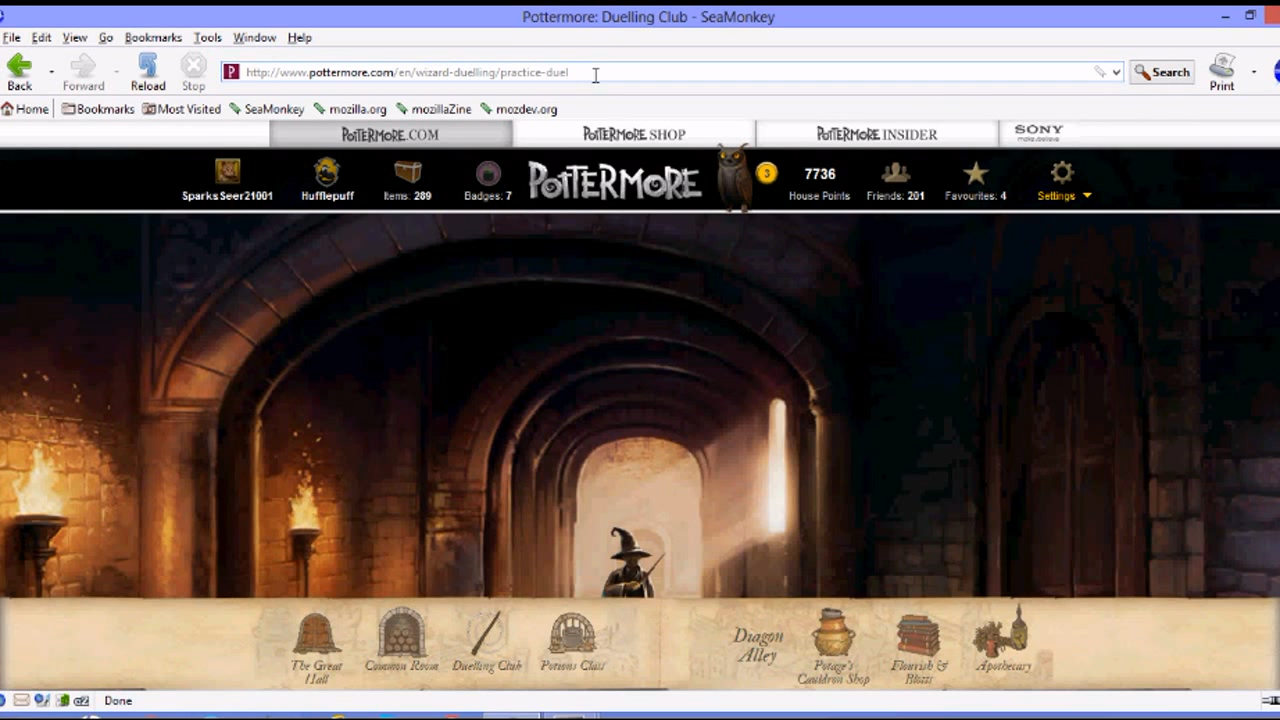 Pottermore: Duelling Club - SeaMonkey
File Edit View Go Bookmarks Tools Window Help
Back Forward Reload Stop http://www.pottermore.com/en/wizard-duelling/practice-duel Search Print
Home Bookmarks Most Visited SeaMonkey mozilla.org mozillaZine mozdev.org
POTTERMORE.COM POTTERMORE SHOP POTTERMORE INSIDER SONY
make.believe
SparksSeer21001 Hufflepuff Items: 289 Badges: 7 POTTERMORE 3 7736 House Points Friends: 201 Favourites: 4 Settings
The Great Hall Common Room Duelling Club Potions Class Diagon Alley Potage's Cauldron Shop Flourish & Blotts Apothecary
Done